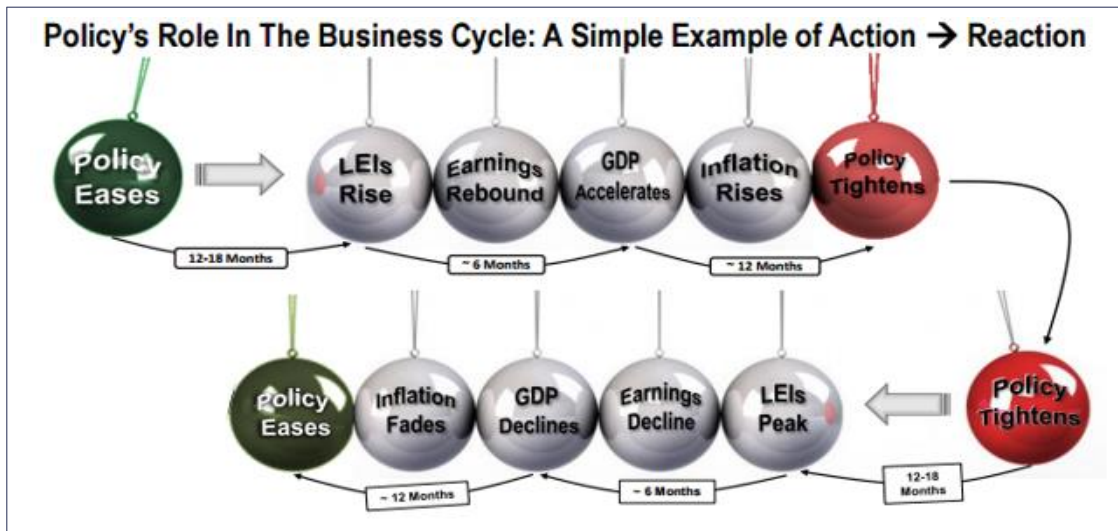 Policy's Role In The Business Cycle: A Simple Example of Action → Reaction
Policy
Eases
LEIs
Rise
Earnings
Rebound
GDP
Accelerates
Inflation
Rises
Policy
Tightens
12-18 Months
~ 6 Months
~ 12 Months
Policy
Eases
Inflation
Fades
GDP
Declines
Earnings
Decline
LEIs
Peak
Policy
Tightens
~ 12 Months
~ 6 Months
12-18
Months